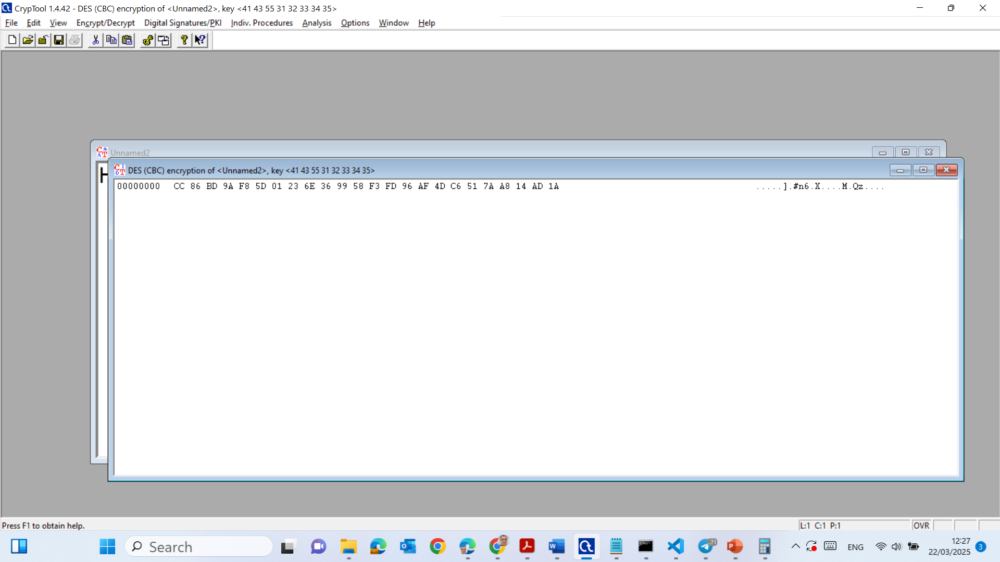 CrypTool 1.4.42 - DES (CBC) encryption of <Unnamed2>, key <41 43 55 31 32 33 34 35>
File Edit View Encrypt/Decrypt Digital Signatures/PKI Indiv. Procedures Analysis Options Window Help
Unnamed2
H
DES (CBC) encryption of <Unnamed2>, key <41 43 55 31 32 33 34 35>
00000000 CC 86 BD 9A F8 5D 01 23 6E 36 99 58 F3 FD 96 AF 4D C6 51 7A A8 14 AD 1A .....].#n6.X....M.Qz....
Press F1 to obtain help.
L:1 C:1 P:1
OVR
Search
71
ENG
12:27
22/03/2025
3